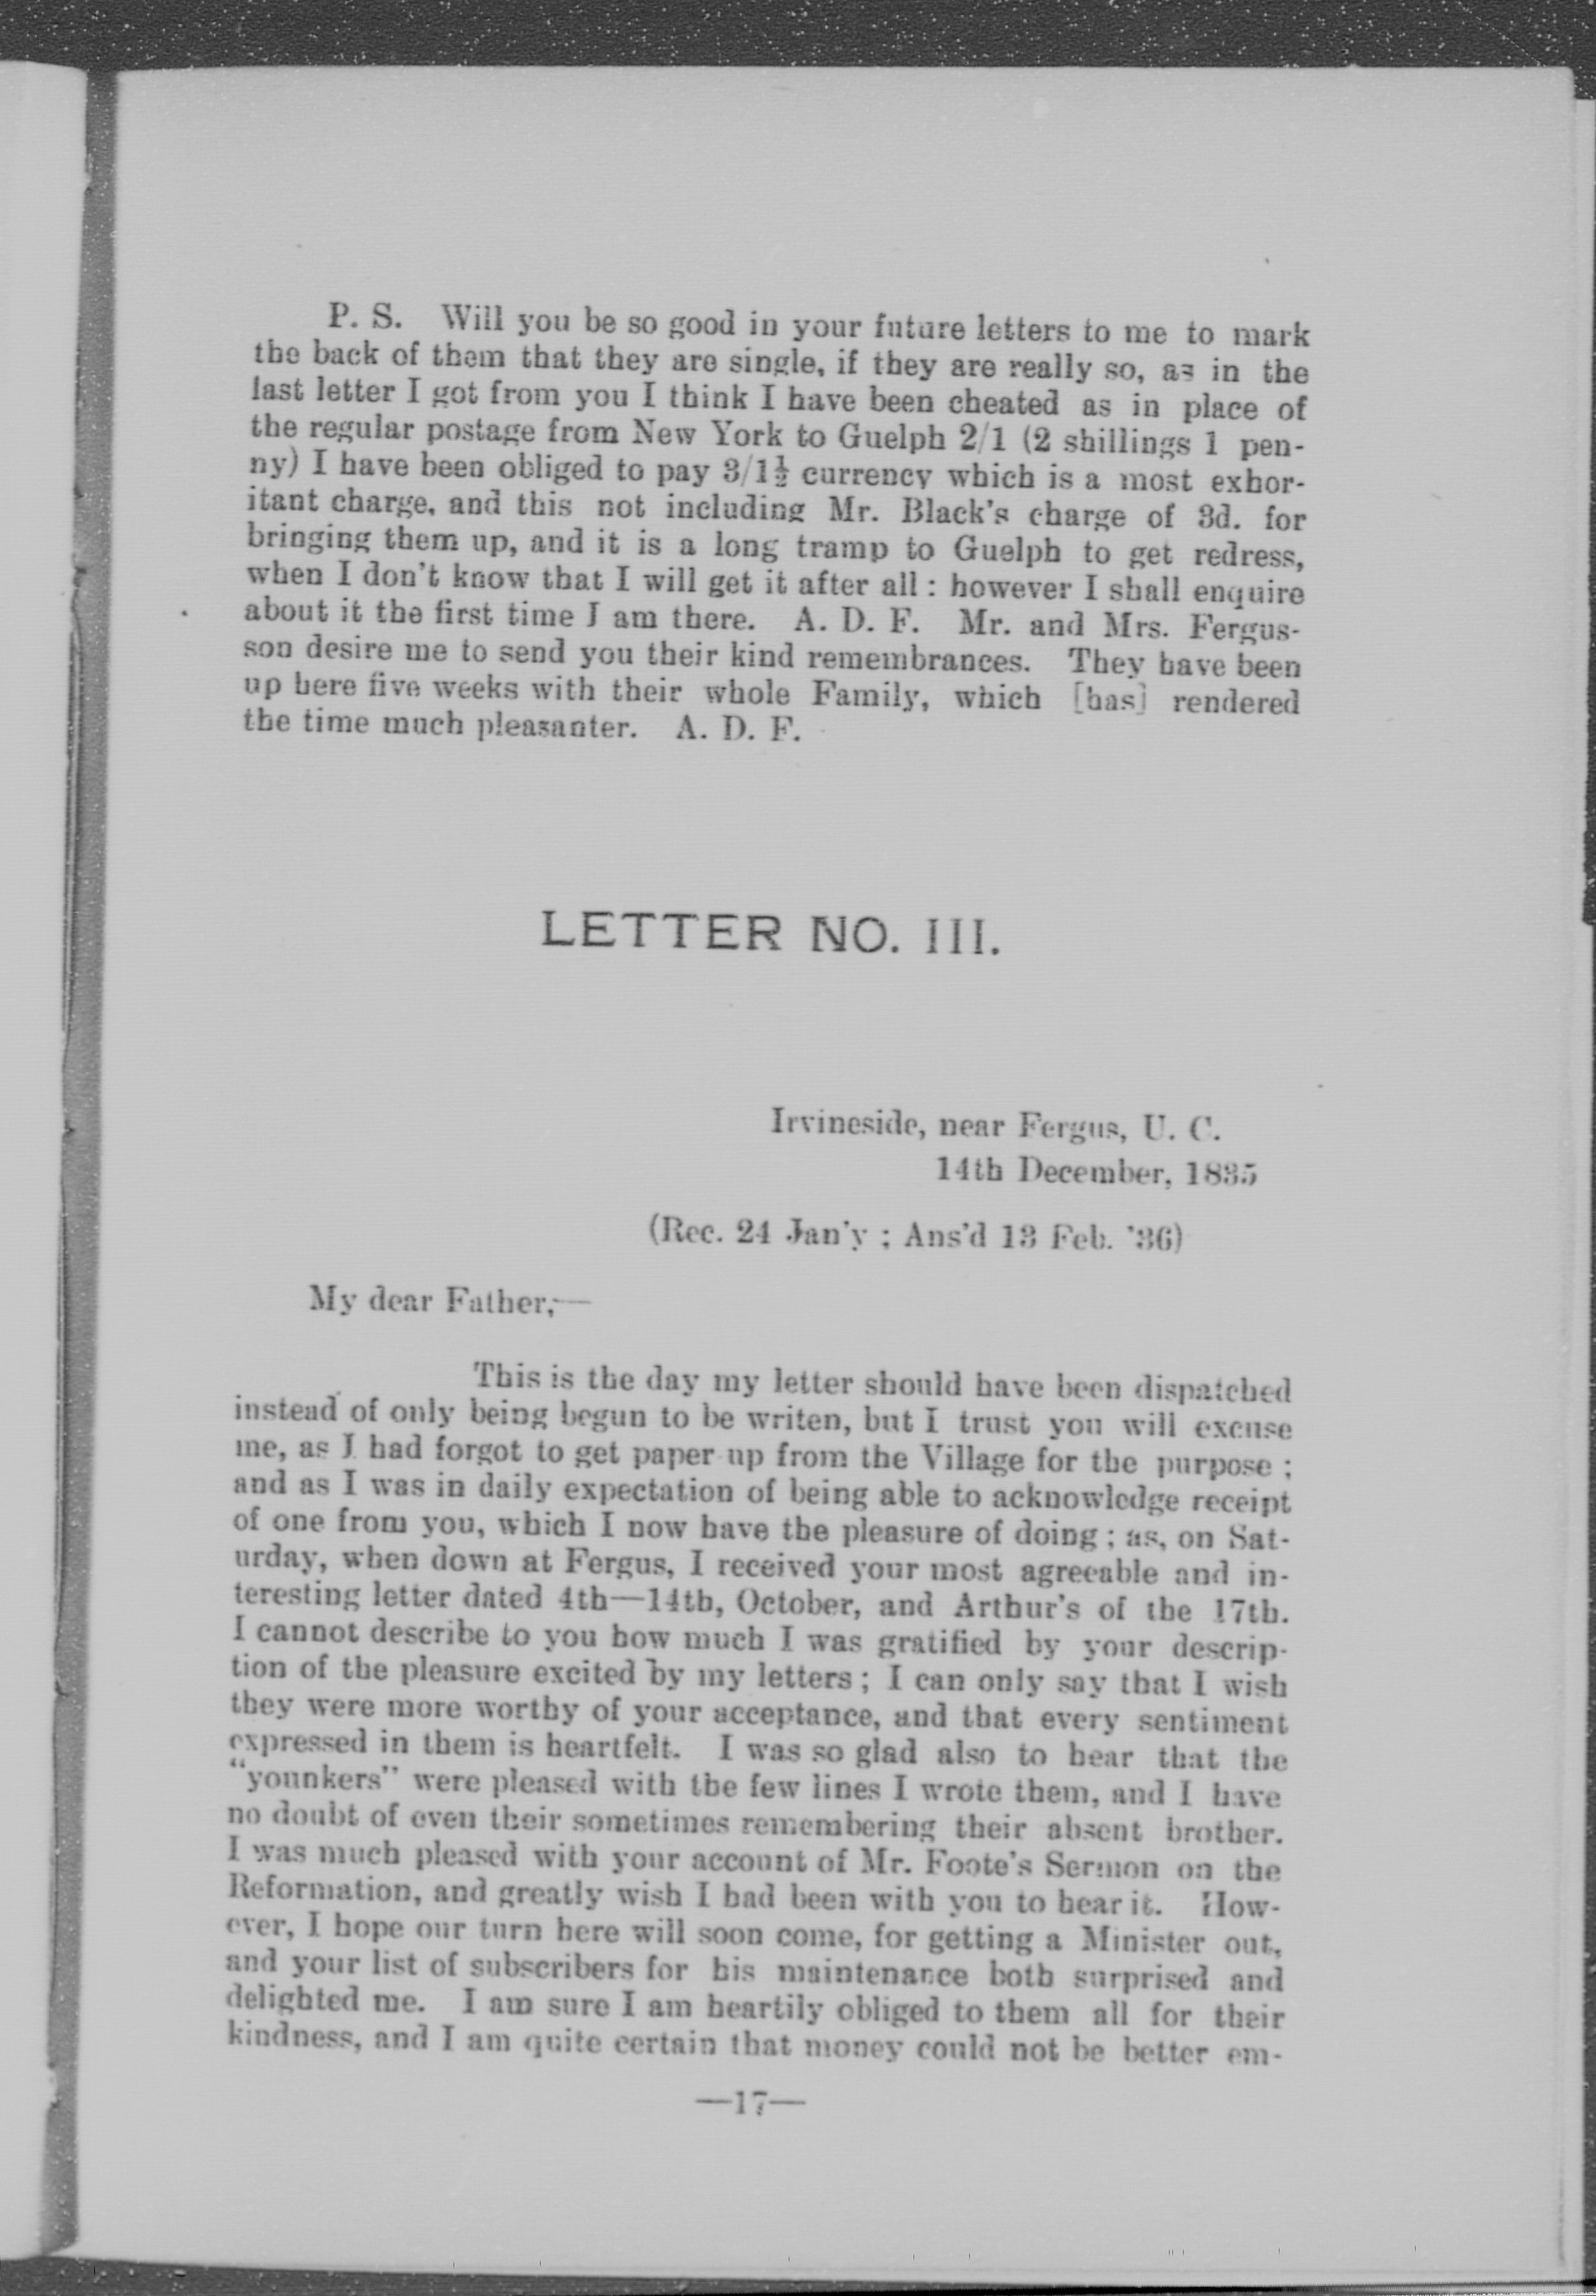 P. S. Will you be so good in your future letters to me to mark
the back of them that they are single, if they are really so, as in the
last letter I got from you I think I have been cheated as in place of
the regular postage from New York to Guelph 2/1 (2 shillings 1 pen-
ny) I have been obliged to pay 3/1½ currency which is a most exhor-
itant charge, and this not including Mr. Black's charge of 3d. for
bringing them up, and it is a long tramp to Guelph to get redress,
when I don't know that I will get it after all : however I shall enquire
about it the first time I am there. A. D. F. Mr. and Mrs. Fergus-
son desire me to send you their kind remembrances. They have been
up here five weeks with their whole Family, which [has] rendered
the time much pleasanter. A. D. F.
LETTER NO. III.
Irvineside, near Fergus, U. C.
14th December, 1835
(Rec. 24 Jan'y ; Ans'd 13 Feb. '36)
My dear Father,—
This is the day my letter should have been dispatched
instead of only being begun to be writen, but I trust you will excuse
me, as I had forgot to get paper up from the Village for the purpose ;
and as I was in daily expectation of being able to acknowledge receipt
of one from you, which I now have the pleasure of doing ; as, on Sat-
urday, when down at Fergus, I received your most agreeable and in-
teresting letter dated 4th—14th, October, and Arthur's of the 17th.
I cannot describe to you how much I was gratified by your descrip-
tion of the pleasure excited by my letters ; I can only say that I wish
they were more worthy of your acceptance, and that every sentiment
expressed in them is heartfelt. I was so glad also to hear that the
"younkers" were pleased with the few lines I wrote them, and I have
no doubt of even their sometimes remembering their absent brother.
I was much pleased with your account of Mr. Foote's Sermon on the
Reformation, and greatly wish I had been with you to hear it. How-
ever, I hope our turn here will soon come, for getting a Minister out,
and your list of subscribers for his maintenance both surprised and
delighted me. I am sure I am heartily obliged to them all for their
kindness, and I am quite certain that money could not be better em-
—17—